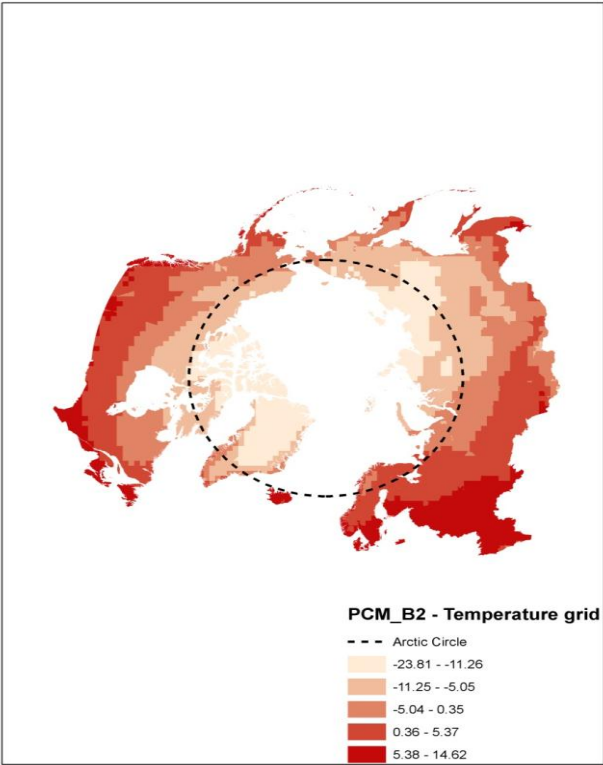 PCM_B2 - Temperature grid
Arctic Circle
-23.81 - -11.26
-11.25 - -5.05
-5.04 - 0.35
0.36 - 5.37
5.38 - 14.62